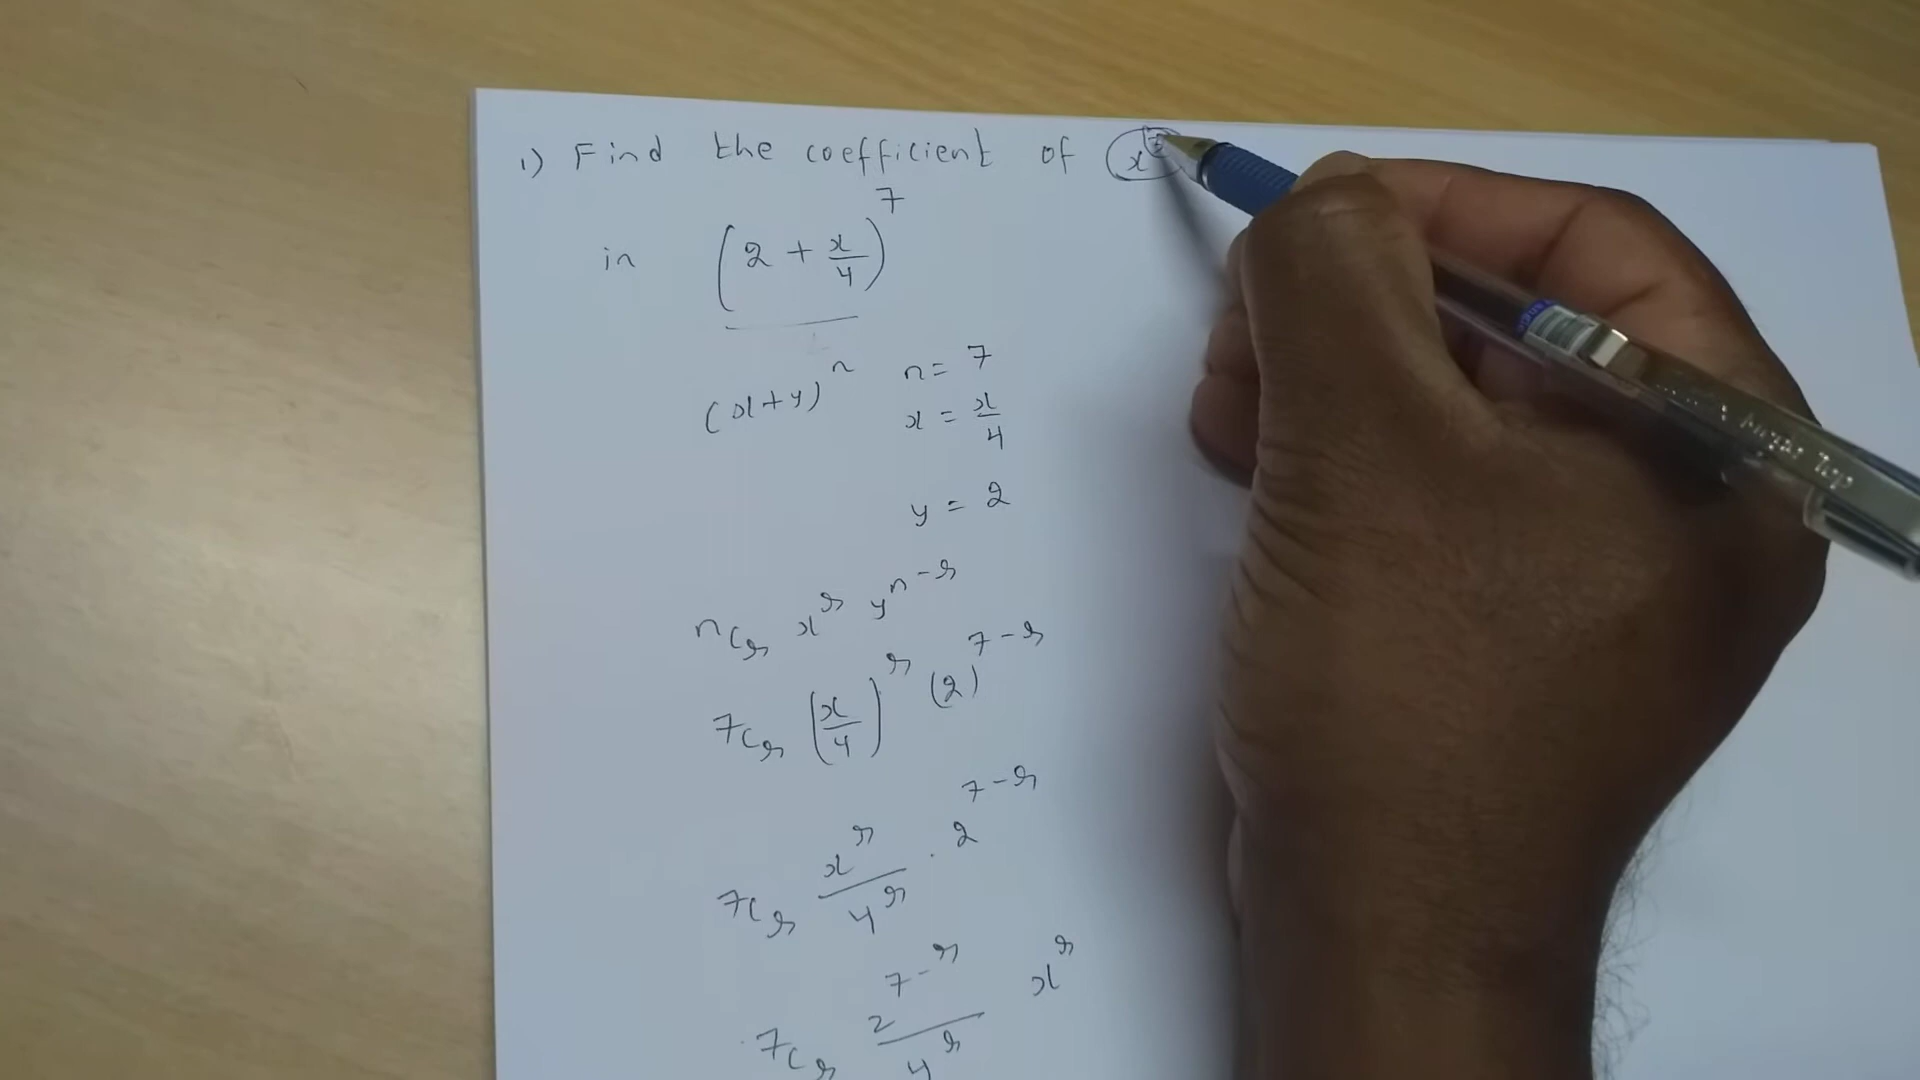 1) Find the coefficient of x
in (2 + x/4)^7
(x+y)^n n = 7
x = x/4
y = 2
nCr x^r y^(n-r)
7Cr (x/4)^r (2)^(7-r)
7Cr x^r/4^r . 2^(7-r)
7Cr 2^(7-r)/4^r x^r
Top